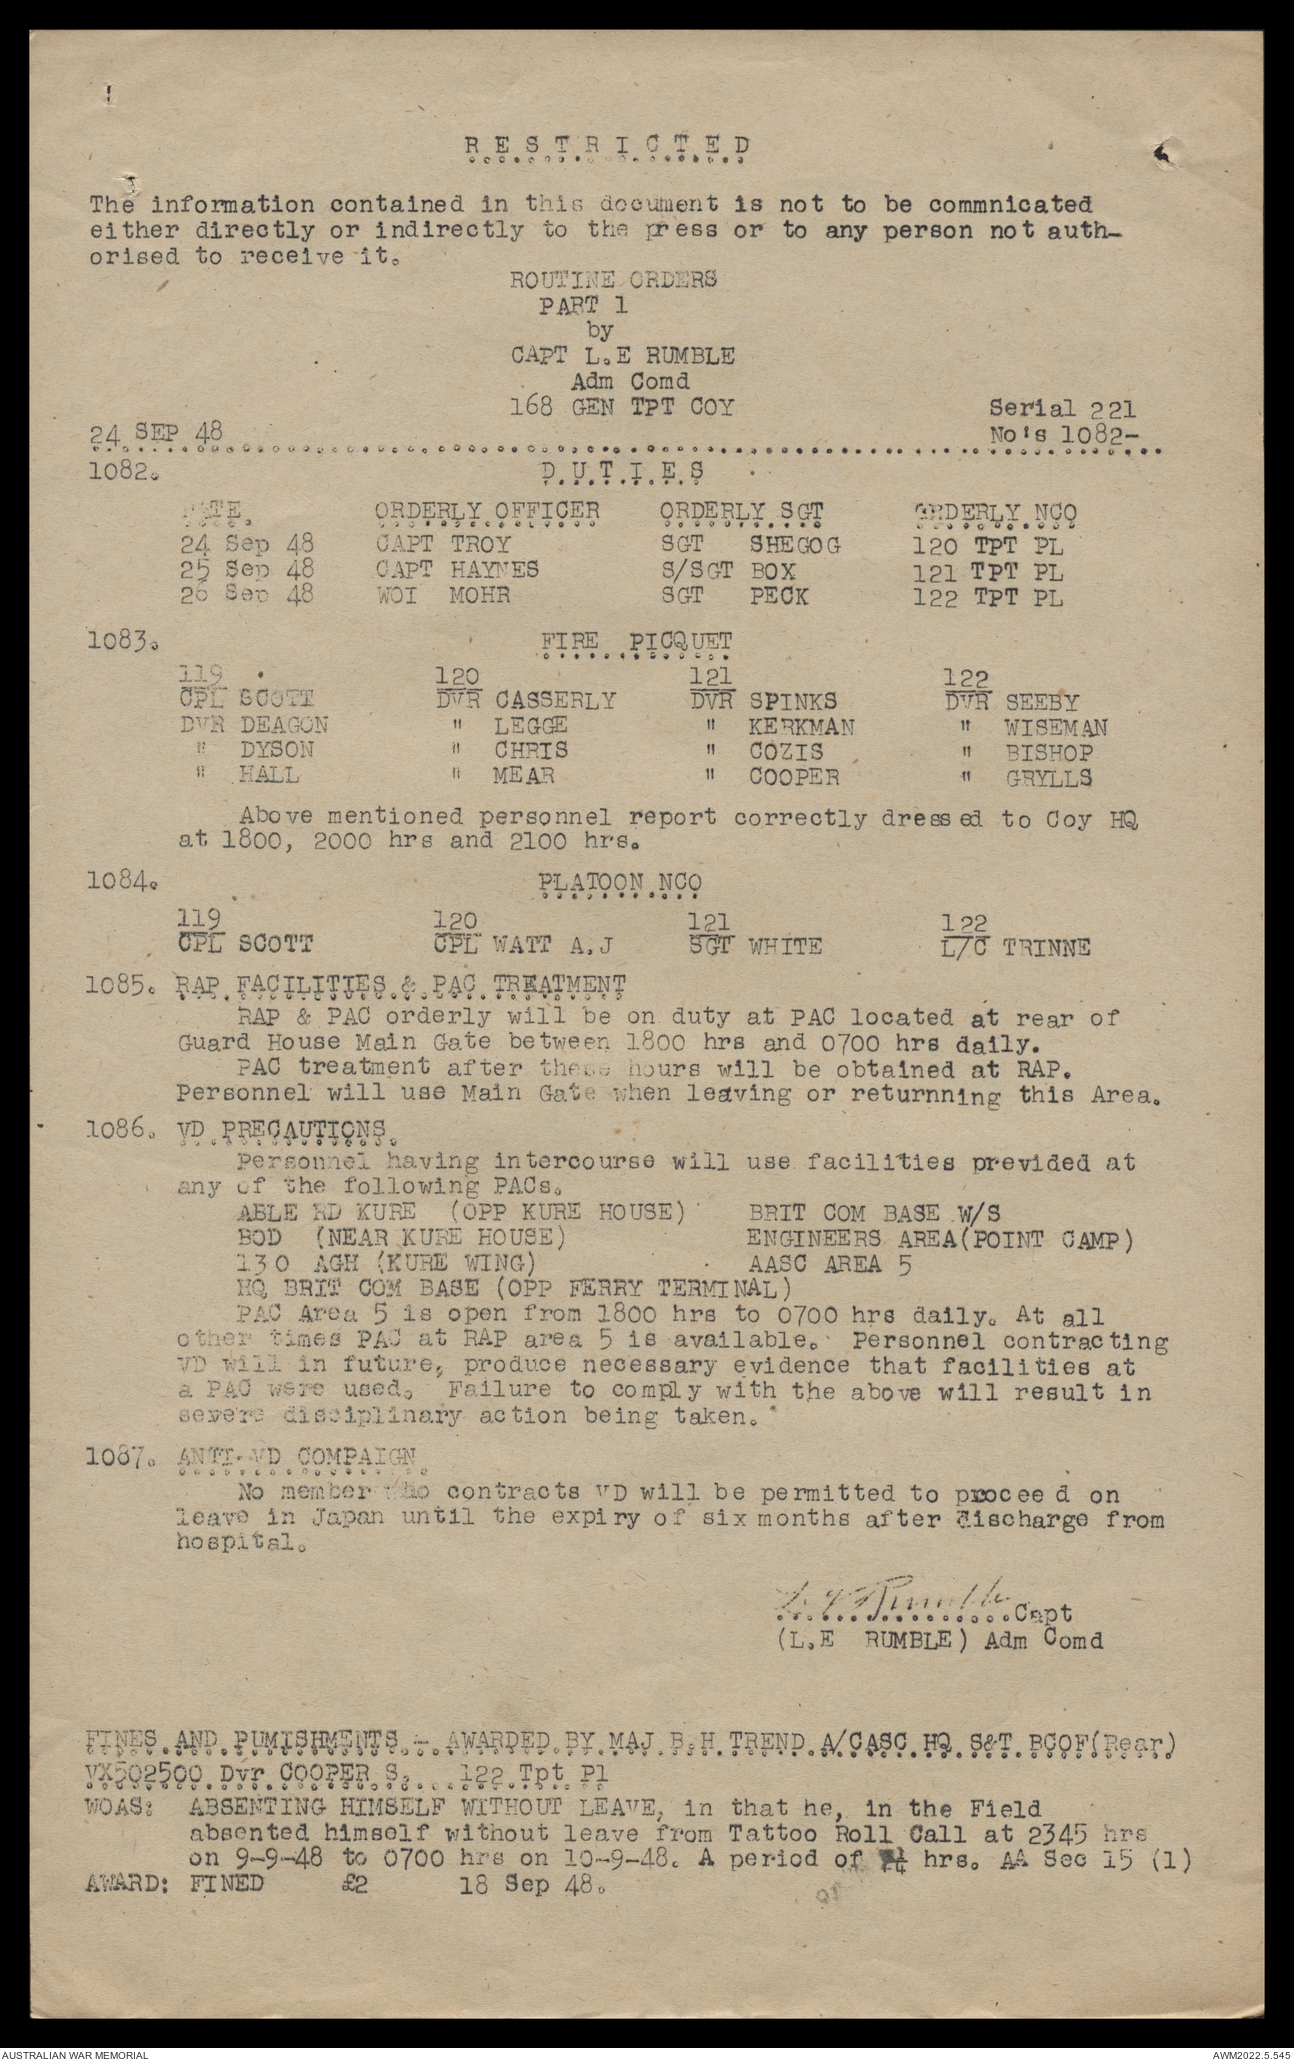 R E S T R I C T E D
The information contained in this document is not to be commnicated
either directly or indirectly to the press or to any person not auth-
orised to receive it.
ROUTINE ORDERS
PART 1
by
CAPT L.E RUMBLE
Adm Comd
168 GEN TPT COY Serial 221
24 SEP 48 No's 1082-
1082. D.U.T.I.E.S
DATE. ORDERLY OFFICER ORDERLY SGT ORDERLY NCO
24 Sep 48 CAPT TROY SGT SHEGOG 120 TPT PL
25 Sep 48 CAPT HAYNES S/SGT BOX 121 TPT PL
26 Sep 48 WOI MOHR SGT PECK 122 TPT PL
1083. FIRE PICQUET
119 120 121 122
CPL SCOTT DVR CASSERLY DVR SPINKS DVR SEEBY
DVR DEAGON " LEGGE " KERKMAN " WISEMAN
" DYSON " CHRIS " COZIS " BISHOP
" HALL " MEAR " COOPER " GRYLLS
Above mentioned personnel report correctly dressed to Coy HQ
at 1800, 2000 hrs and 2100 hrs.
1084. PLATOON NCO
119 120 121 122
CPL SCOTT CPL WATT A.J SGT WHITE L/C TRINNE
1085. RAP FACILITIES & PAC TREATMENT
RAP & PAC orderly will be on duty at PAC located at rear of
Guard House Main Gate between 1800 hrs and 0700 hrs daily.
PAC treatment after these hours will be obtained at RAP.
Personnel will use Main Gate when leaving or returnning this Area.
1086. VD PRECAUTIONS.
Personnel having intercourse will use facilities previded at
any of the following PACs.
ABLE RD KURE (OPP KURE HOUSE) BRIT COM BASE W/S
BOD (NEAR KURE HOUSE) ENGINEERS AREA(POINT CAMP)
130 AGH (KURE WING) AASC AREA 5
HQ BRIT COM BASE (OPP FERRY TERMINAL)
PAC Area 5 is open from 1800 hrs to 0700 hrs daily. At all
other times PAC at RAP area 5 is available. Personnel contracting
VD will in future, produce necessary evidence that facilities at
a PAC were used. Failure to comply with the above will result in
severe disciplinary action being taken.
1087. ANTI-VD COMPAIGN
No member who contracts VD will be permitted to proceed on
leave in Japan until the expiry of six months after discharge from
hospital.
L. E Rumble
................Capt
(L.E RUMBLE) Adm Comd
FINES AND PUMISHMENTS - AWARDED BY MAJ B.H TREND A/CASC HQ S&T BCOF(Rear)
VX502500 Dvr COOPER S. 122 Tpt Pl
WOAS: ABSENTING HIMSELF WITHOUT LEAVE, in that he, in the Field
absented himself without leave from Tattoo Roll Call at 2345 hrs
on 9-9-48 to 0700 hrs on 10-9-48. A period of hrs. AA Sec 15 (1)
AWARD: FINED £2 18 Sep 48.
AUSTRALIAN WAR MEMORIAL AWM2022.5.545